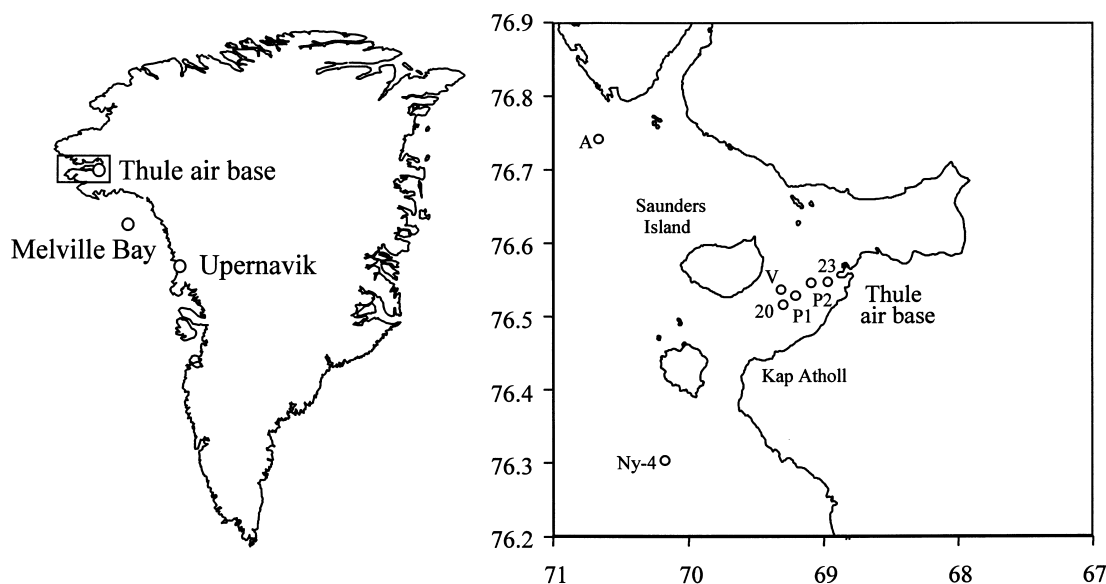 Thule air base
Melville Bay
Upernavik
76.9
76.8
76.7
76.6
76.5
76.4
76.3
76.2
A
Saunders
Island
V
23
20
P1
P2
Thule
air base
Kap Atholl
Ny-4
71
70
69
68
67